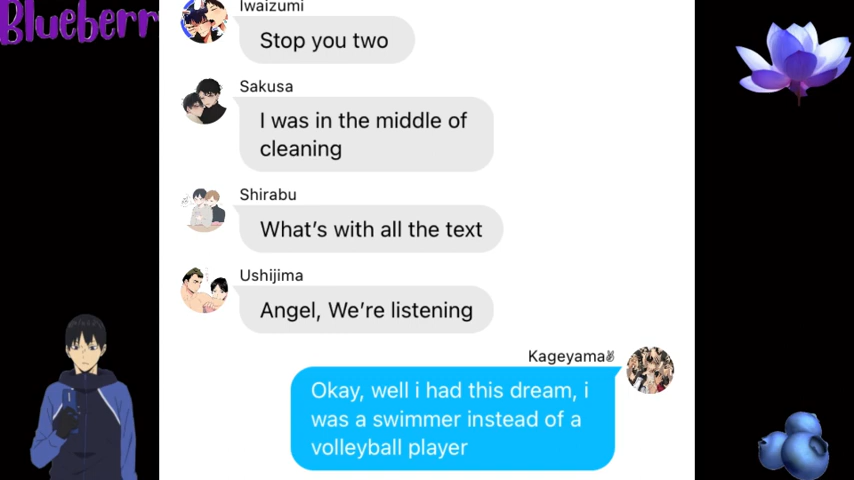 Blueberr
Iwaizumi
Stop you two
Sakusa
I was in the middle of
cleaning
Shirabu
What's with all the text
Ushijima
Angel, We're listening
Kageyama✌
Okay, well i had this dream, i
was a swimmer instead of a
volleyball player